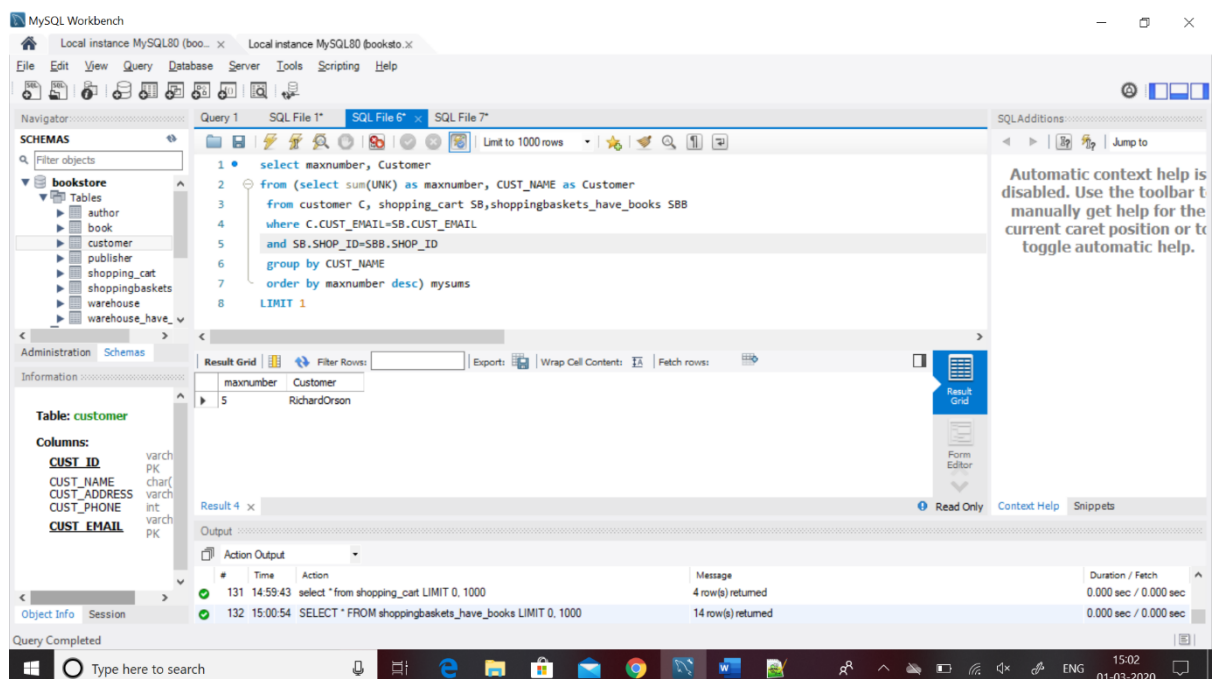 MySQL Workbench
Local instance MySQL80 (boo... × Local instance MySQL80 (booksto.×
File Edit View Query Database Server Tools Scripting Help
Navigator
SCHEMAS
Filter objects
bookstore
Tables
author
book
customer
publisher
shopping_cart
shoppingbaskets
warehouse
warehouse_have_
Administration Schemas
Information
Table: customer
Columns:
CUST_ID varch
PK
CUST_NAME char(
CUST_ADDRESS varch
CUST_PHONE int
CUST_EMAIL varch
PK
Object Info Session
Query Completed
Query 1 SQL File 1* SQL File 6* × SQL File 7*
Limit to 1000 rows
1 select maxnumber, Customer
2 from (select sum(UNK) as maxnumber, CUST_NAME as Customer
3 from customer C, shopping_cart SB,shoppingbaskets_have_books SBB
4 where C.CUST_EMAIL=SB.CUST_EMAIL
5 and SB.SHOP_ID=SBB.SHOP_ID
6 group by CUST_NAME
7 order by maxnumber desc) mysums
8 LIMIT 1
Result Grid Filter Rows: Export: Wrap Cell Content: Fetch rows:
maxnumber Customer
5 RichardOrson
Result
Grid
Form
Editor
Result 4 × Read Only
Output
Action Output
# Time Action Message Duration / Fetch
131 14:59:43 select * from shopping_cart LIMIT 0, 1000 4 row(s) returned 0.000 sec / 0.000 sec
132 15:00:54 SELECT * FROM shoppingbaskets_have_books LIMIT 0, 1000 14 row(s) returned 0.000 sec / 0.000 sec
SQLAdditions
Jump to
Automatic context help is
disabled. Use the toolbar t
manually get help for the
current caret position or to
toggle automatic help.
Context Help Snippets
Type here to search
ENG
15:02
01-03-2020